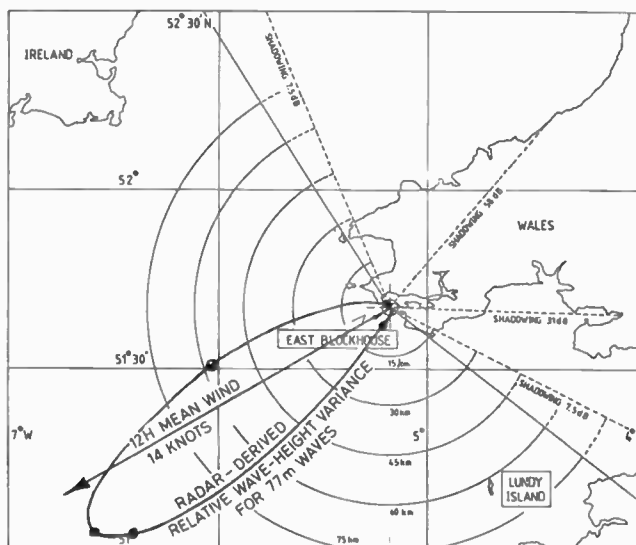 52° 30 N
IRELAND
SHADOWING 7.5 dB
52°
SHADOWING 58 dB
WALES
EAST BLOCKHOUSE
SHADOWING 31 dB
51° 30
15 km
7° W
12H MEAN WIND
14 KNOTS
RADAR-DERIVED
RELATIVE WAVE-HEIGHT VARIANCE
FOR 77m WAVES
30 km
5°
SHADOWING 7.5 dB
4°
45 km
LUNDY
ISLAND
60 km
51°
75 km